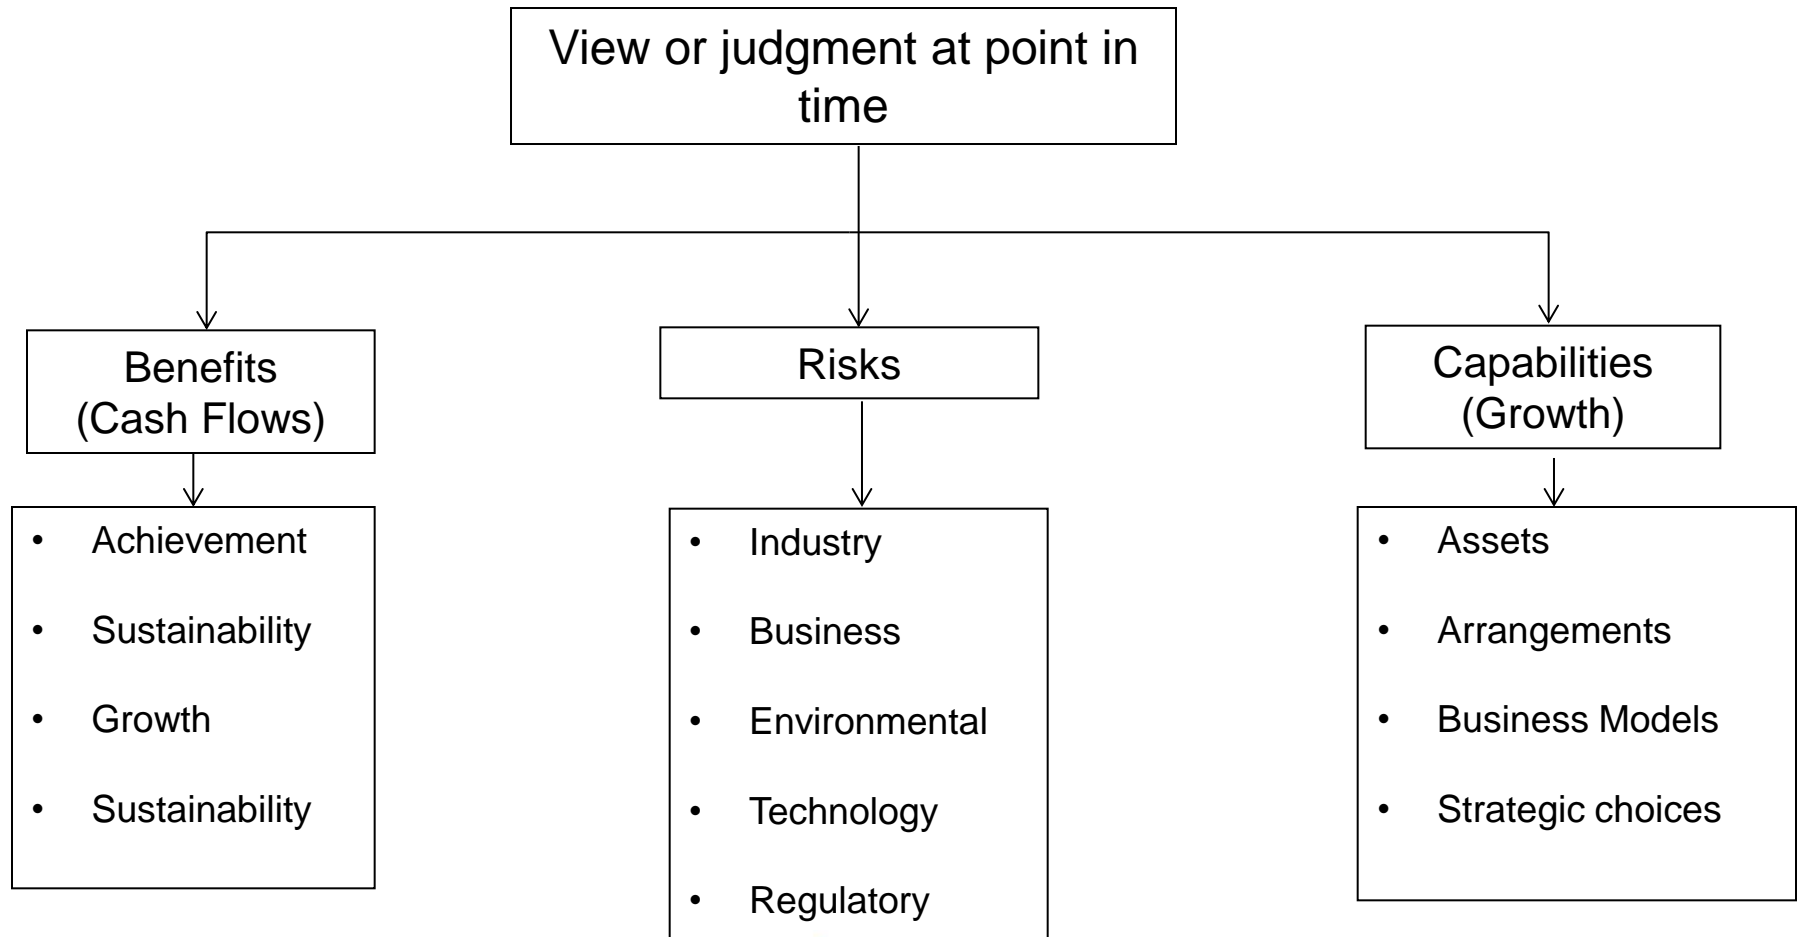 View or judgment at point in
time
Benefits
(Cash Flows)
Risks
Capabilities
(Growth)
• Achievement
• Sustainability
• Growth
• Sustainability
• Industry
• Business
• Environmental
• Technology
• Regulatory
• Assets
• Arrangements
• Business Models
• Strategic choices